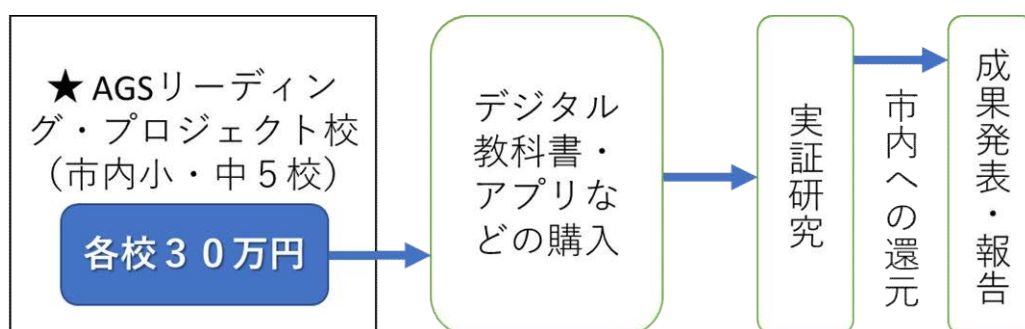 ★ AGSリーディン
グ・プロジェクト校
（市内小・中５校）
各校３０万円
デジタル
教科書・
アプリな
どの購入
実証研究
市内への還元
成果発表・報告